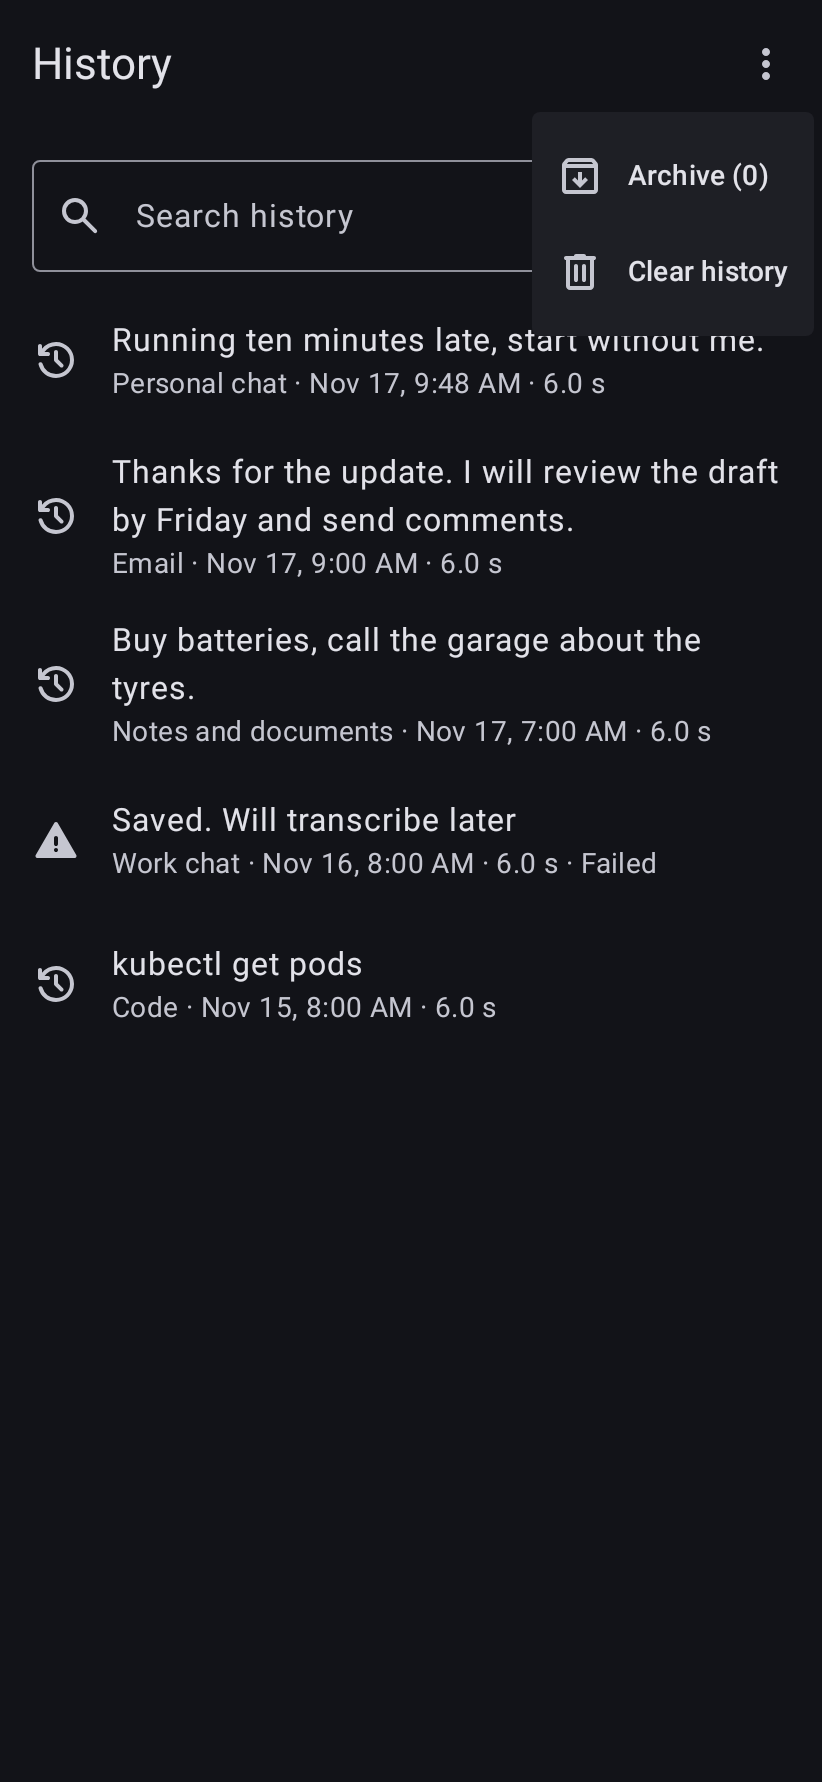 History
Archive (0)
Search history
Clear history
Running ten minutes late, start without me.
Personal chat · Nov 17, 9:48 AM · 6.0 s
Thanks for the update. I will review the draft
by Friday and send comments.
Email · Nov 17, 9:00 AM · 6.0 s
Buy batteries, call the garage about the
tyres.
Notes and documents · Nov 17, 7:00 AM · 6.0 s
Saved. Will transcribe later
Work chat · Nov 16, 8:00 AM · 6.0 s · Failed
kubectl get pods
Code · Nov 15, 8:00 AM · 6.0 s